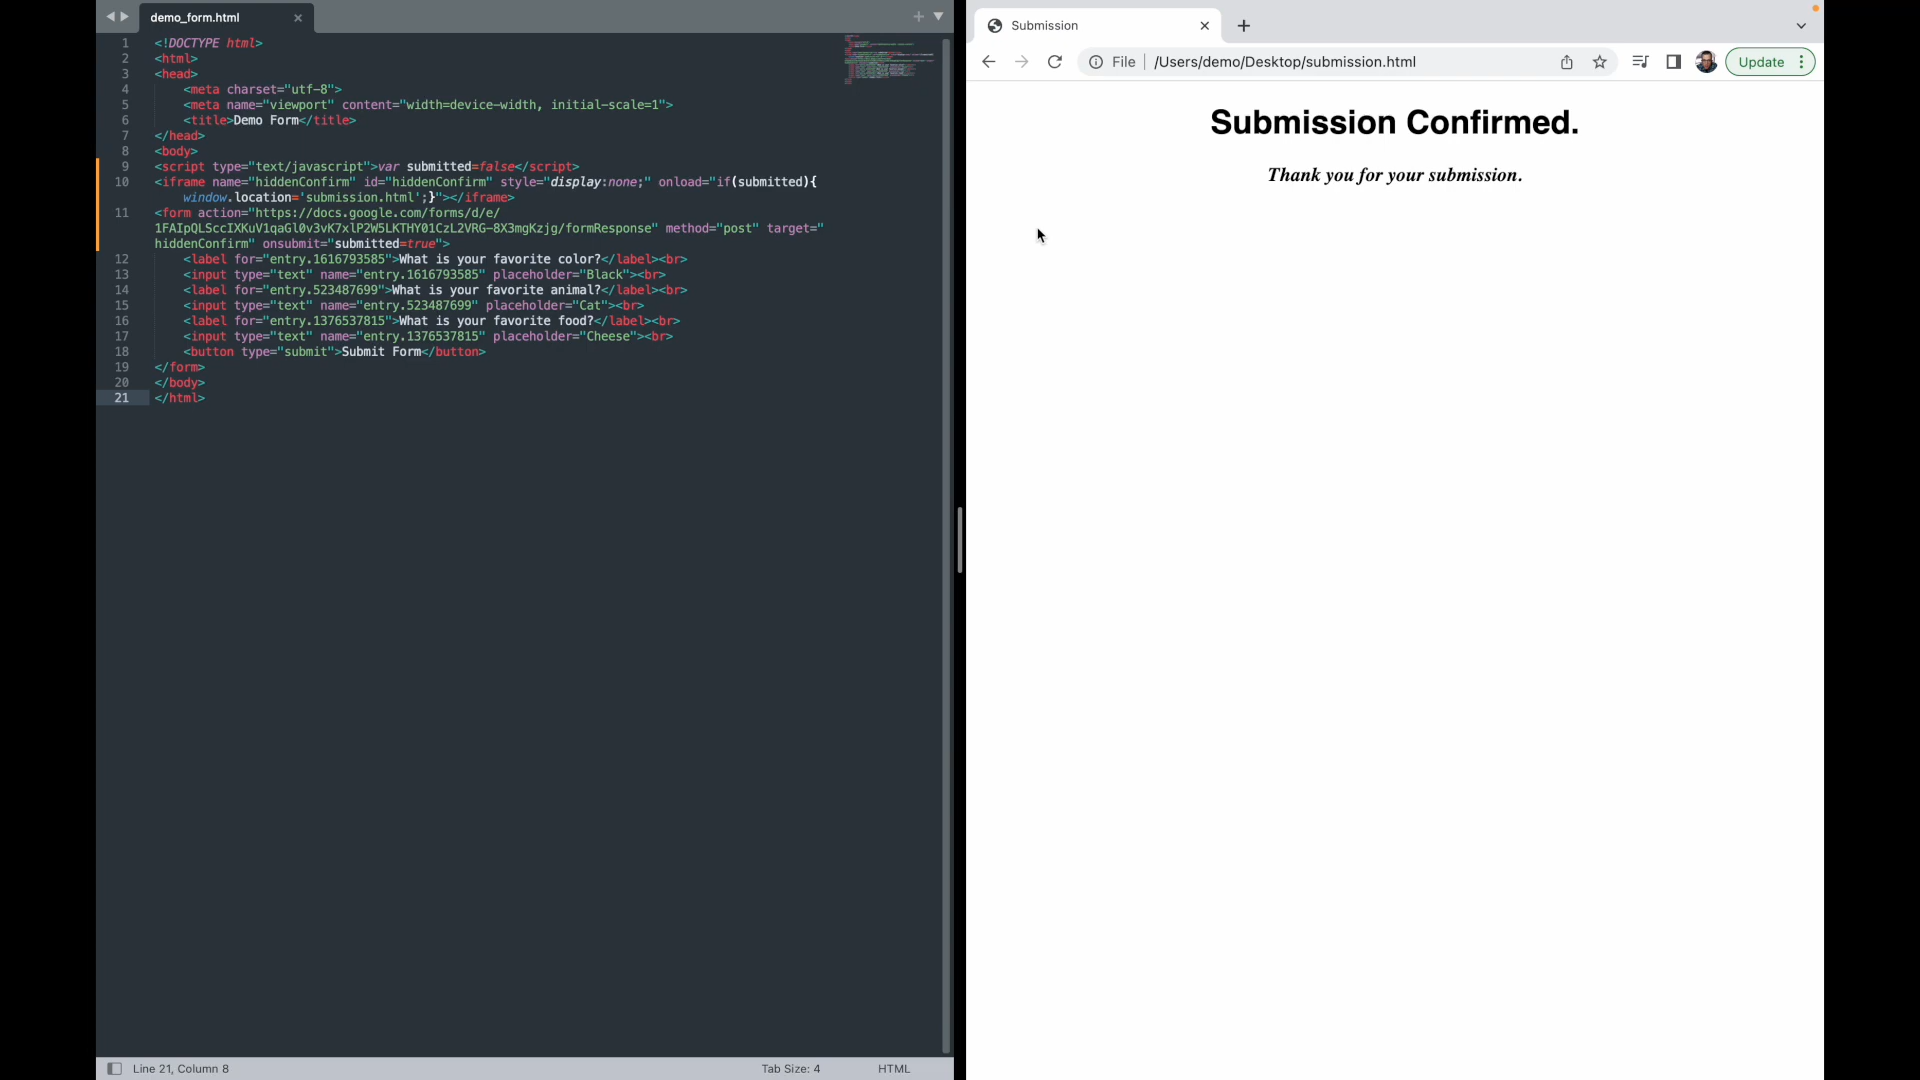 demo_form.html
1 <!DOCTYPE html>
2 <html>
3 <head>
4 <meta charset="utf-8">
5 <meta name="viewport" content="width=device-width, initial-scale=1">
6 <title>Demo Form</title>
7 </head>
8 <body>
9 <script type="text/javascript">var submitted=false</script>
10 <iframe name="hiddenConfirm" id="hiddenConfirm" style="display:none;" onload="if(submitted){
window.location='submission.html';}"></iframe>
11 <form action="https://docs.google.com/forms/d/e/
1FAIpQLSccIXKuV1qaGl0v3vK7xlP2W5LKTHY01CzL2VRG-8X3mgKzjg/formResponse" method="post" target="
hiddenConfirm" onsubmit="submitted=true">
12 <label for="entry.1616793585">What is your favorite color?</label><br>
13 <input type="text" name="entry.1616793585" placeholder="Black"><br>
14 <label for="entry.523487699">What is your favorite animal?</label><br>
15 <input type="text" name="entry.523487699" placeholder="Cat"><br>
16 <label for="entry.1376537815">What is your favorite food?</label><br>
17 <input type="text" name="entry.1376537815" placeholder="Cheese"><br>
18 <button type="submit">Submit Form</button>
19 </form>
20 </body>
21 </html>
Line 21, Column 8
Tab Size: 4
HTML
Submission
File
/Users/demo/Desktop/submission.html
Update
Submission Confirmed.
Thank you for your submission.